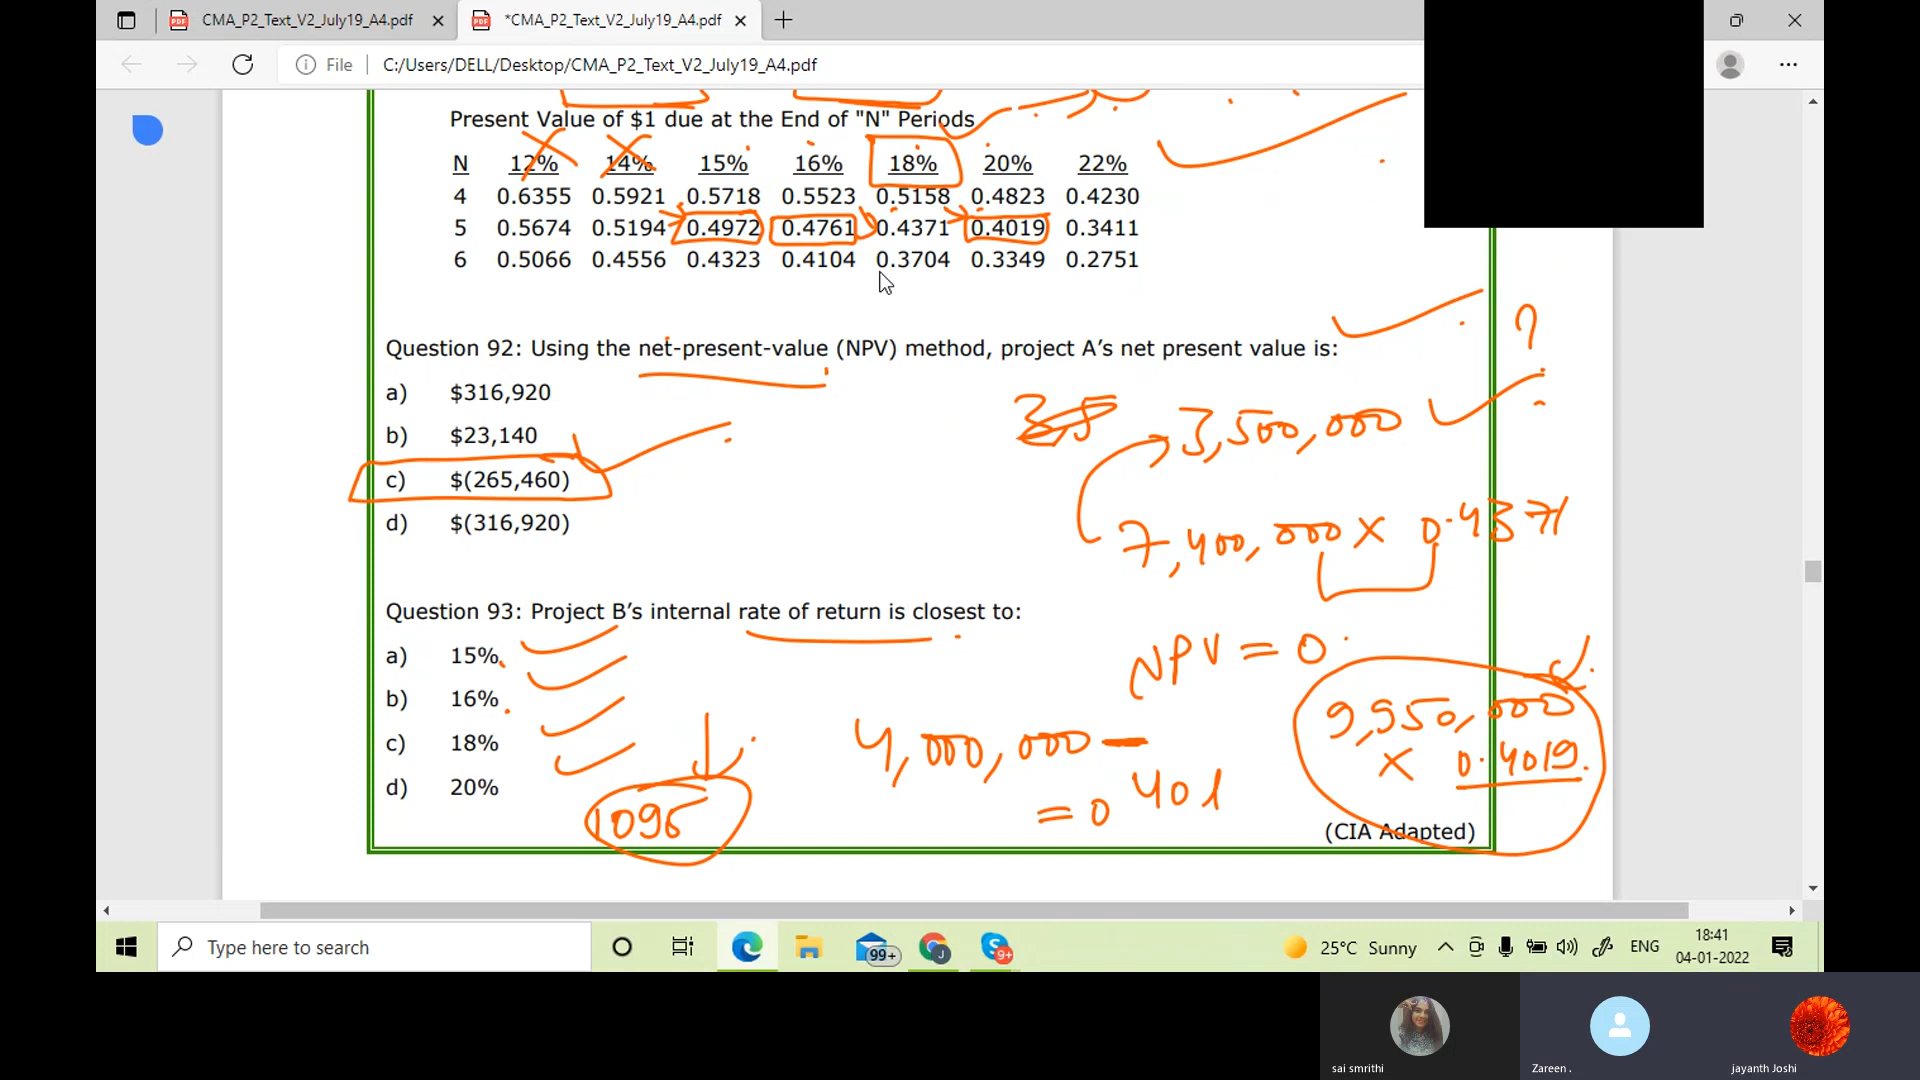 CMA_P2_Text_V2_July19_A4.pdf
*CMA_P2_Text_V2_July19_A4.pdf
File
C:/Users/DELL/Desktop/CMA_P2_Text_V2_July19_A4.pdf
Present Value of $1 due at the End of "N" Periods
N 12% 14% 15% 16% 18% 20% 22%
4 0.6355 0.5921 0.5718 0.5523 0.5158 0.4823 0.4230
5 0.5674 0.5194 0.4972 0.4761 0.4371 0.4019 0.3411
6 0.5066 0.4556 0.4323 0.4104 0.3704 0.3349 0.2751
Question 92: Using the net-present-value (NPV) method, project A's net present value is:
?
a) $316,920
3,5 3,500,000
b) $23,140
c) $(265,460)
d) $(316,920)
7,400,000 X 0.4371
Question 93: Project B's internal rate of return is closest to:
NPV = 0
a) 15%
b) 16%
9,950,000
c) 18%
4,000,000 -
X 0.4019
d) 20%
401
= 0
1095
(CIA Adapted)
Type here to search
99+
J
9+
25°C Sunny
ENG
18:41
04-01-2022
sai smrithi
Zareen .
jayanth Joshi